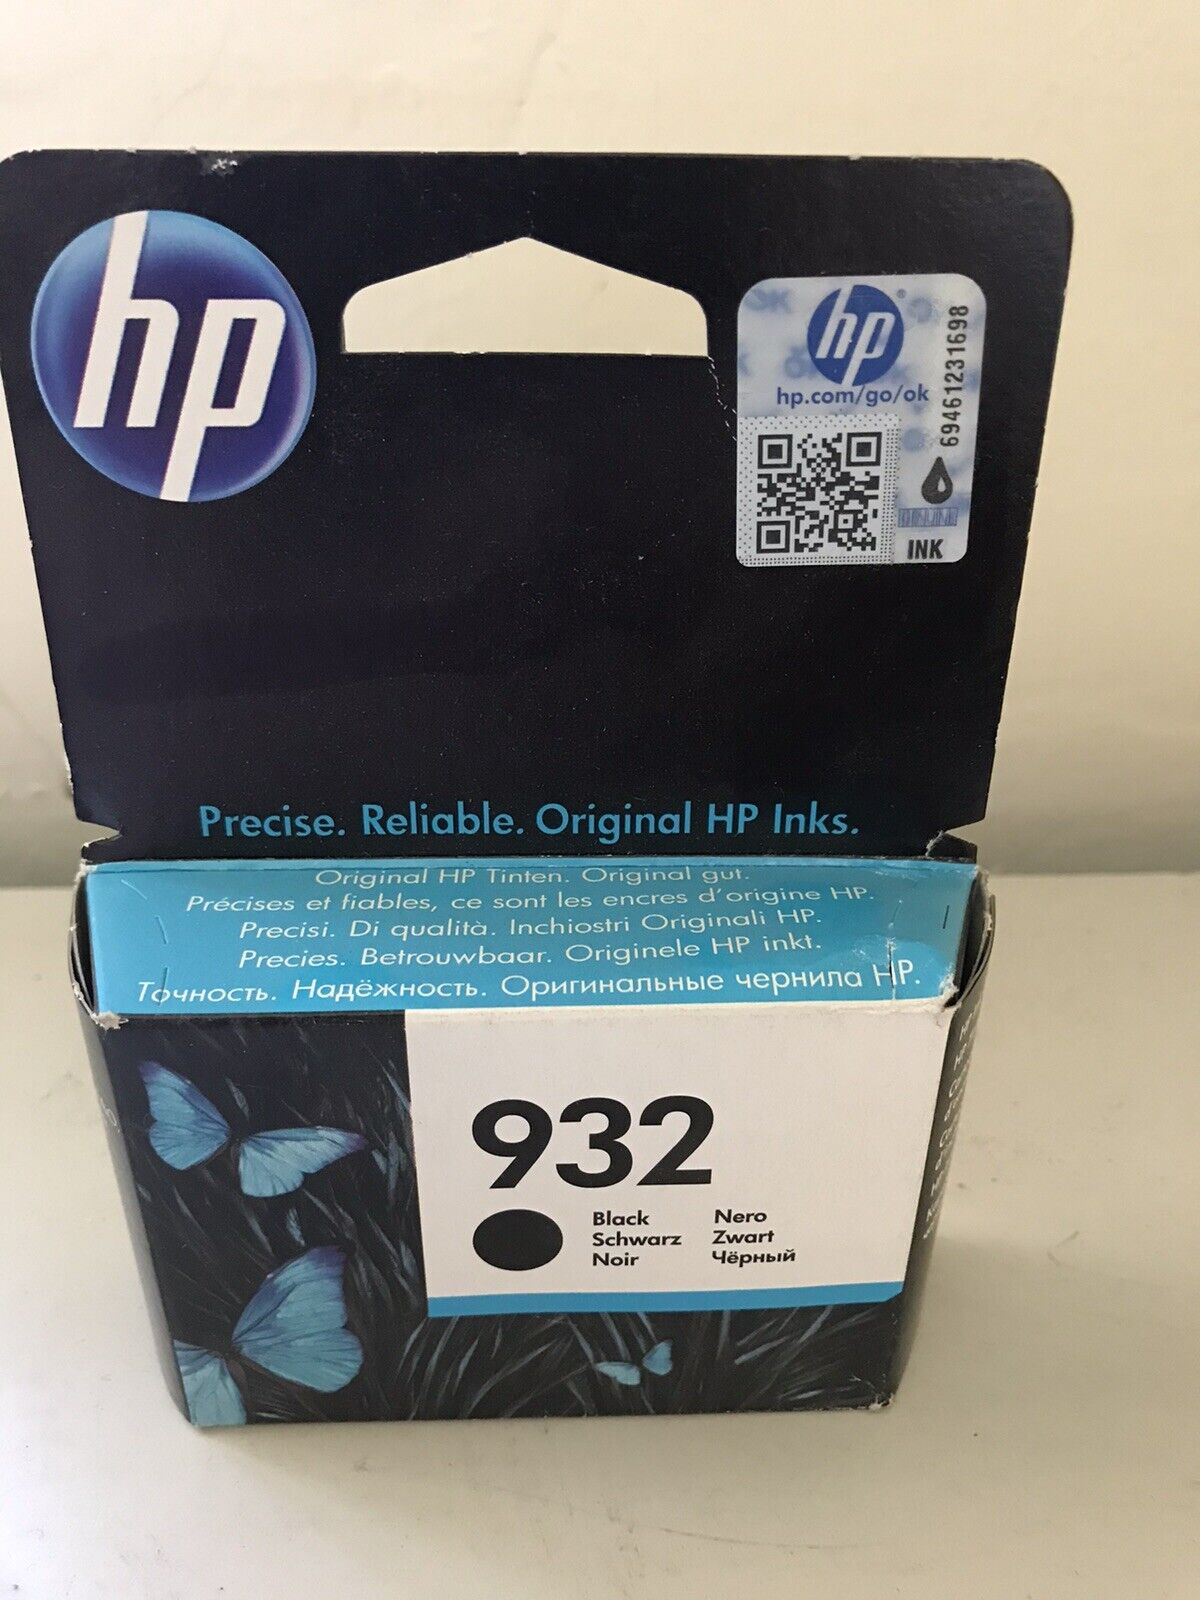 hp
hp
hp.com/go/ok
69461231698
INK
Precise. Reliable. Original HP Inks.
Original HP Tinten. Original gut.
Précises et fiables, ce sont les encres d'origine HP.
Precisi. Di qualità. Inchiostri Originali HP.
Precies. Betrouwbaar. Originele HP inkt.
Точность. Надёжность. Оригинальные чернила HP.
932
Black Nero
Schwarz Zwart
Noir Чёрный